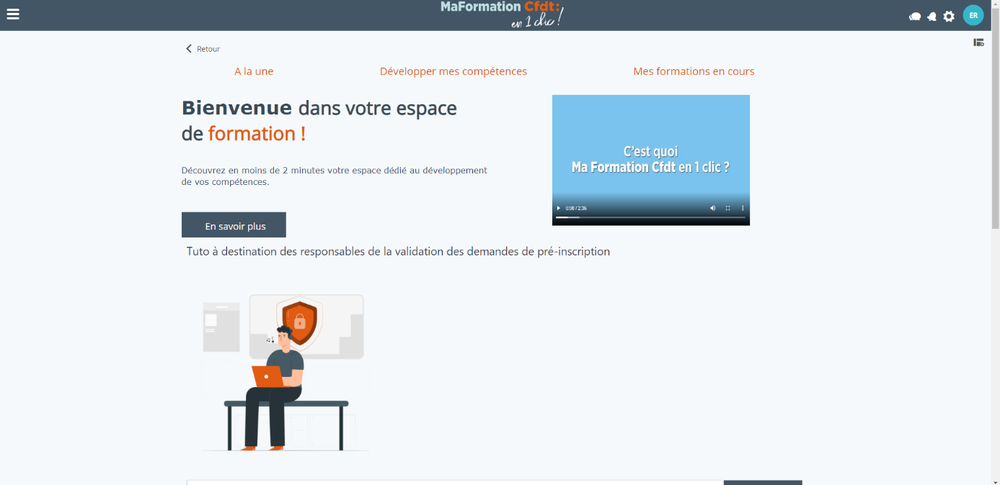 MaFormation Cfdt:
en 1 clic!
ER
Retour
A la une
Développer mes compétences
Mes formations en cours
Bienvenue dans votre espace
de formation !
Découvrez en moins de 2 minutes votre espace dédié au développement
de vos compétences.
En savoir plus
C'est quoi
Ma Formation Cfdt en 1 clic ?
0:08 / 2:36
Tuto à destination des responsables de la validation des demandes de pré-inscription